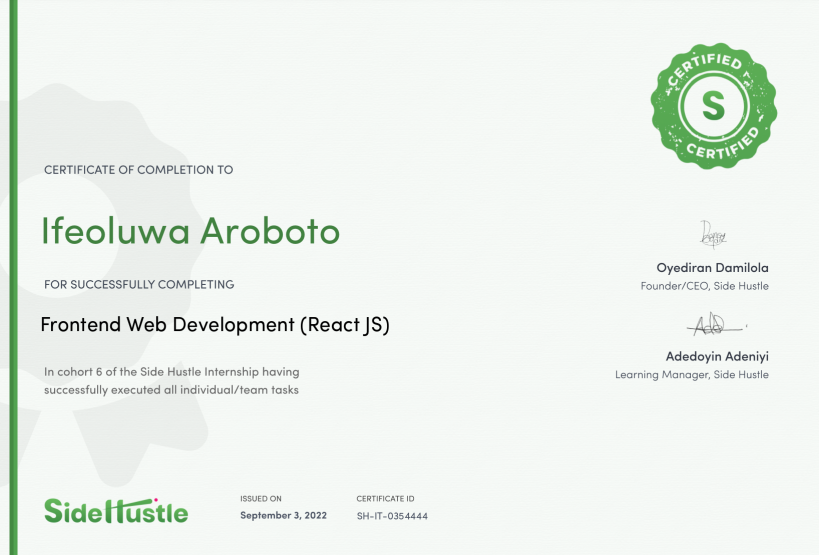 CERTIFIED
S
CERTIFIED
CERTIFICATE OF COMPLETION TO
Ifeoluwa Aroboto
FOR SUCCESSFULLY COMPLETING
Frontend Web Development (React JS)
In cohort 6 of the Side Hustle Internship having
successfully executed all individual/team tasks
Oyediran Damilola
Founder/CEO, Side Hustle
Adedoyin Adeniyi
Learning Manager, Side Hustle
SideHustle
ISSUED ON
September 3, 2022
CERTIFICATE ID
SH-IT-0354444